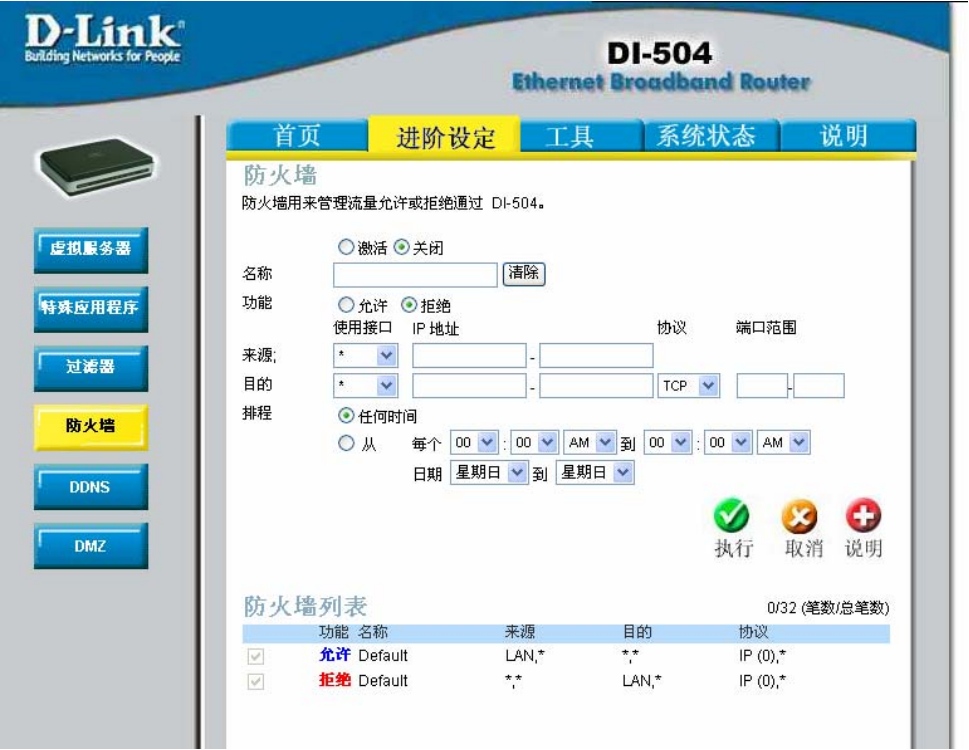 D-Link
Building Networks for People
DI-504
Ethernet Broadband Router
首页 进阶设定 工具 系统状态 说明
虚拟服务器
特殊应用程序
过滤器
防火墙
DDNS
DMZ
防火墙
防火墙用来管理流量允许或拒绝通过 DI-504。
激活 关闭
名称 清除
功能 允许 拒绝
使用接口 IP 地址 协议 端口范围
来源; * -
目的 * - TCP -
排程 任何时间
从 每个 00 : 00 AM 到 00 : 00 AM
日期 星期日 到 星期日
执行 取消 说明
防火墙列表 0/32 (笔数/总笔数)
功能 名称 来源 目的 协议
允许 Default LAN,* *,* IP (0),*
拒绝 Default *,* LAN,* IP (0),*